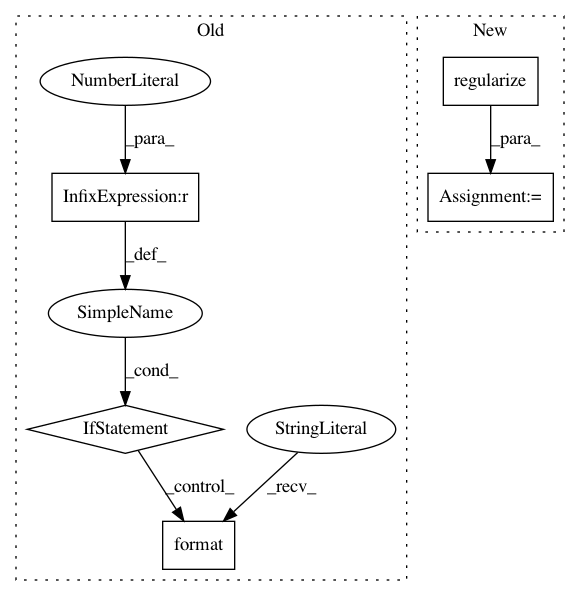 Old
New
NumberLiteral
regularize
_para_
_para_
InfixExpression:r
Assignment:=
_def_
SimpleName
_cond_
IfStatement
StringLiteral
_control_
_recv_
format